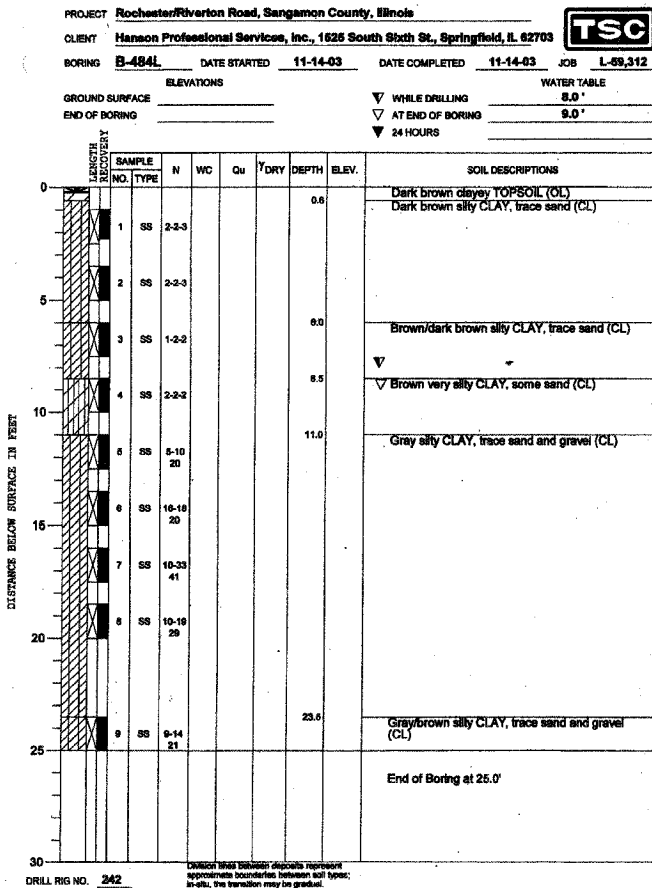 PROJECT Rochester/Riverton Road, Sangamon County, Illinois
TSC
CLIENT Hanson Professional Services, Inc., 1525 South Sixth St., Springfield, IL 62703
BORING B-484L DATE STARTED 11-14-03 DATE COMPLETED 11-14-03 JOB L-59,312
ELEVATIONS WATER TABLE
GROUND SURFACE ▽ WHILE DRILLING 8.0 '
END OF BORING ▽ AT END OF BORING 9.0 '
▼ 24 HOURS
LENGTH RECOVERY SAMPLE NO. TYPE N WC Qu γDRY DEPTH ELEV. SOIL DESCRIPTIONS
DISTANCE BELOW SURFACE IN FEET
0 Dark brown clayey TOPSOIL (OL)
0.6 Dark brown silty CLAY, trace sand (CL)
1 SS 2-2-3
2 SS 2-2-3
5
6.0 Brown/dark brown silty CLAY, trace sand (CL)
3 SS 1-2-2
▽
8.5 ▽ Brown very silty CLAY, some sand (CL)
4 SS 2-2-2
10
11.0 Gray silty CLAY, trace sand and gravel (CL)
5 SS 5-10
20
6 SS 16-18
20
15
7 SS 10-33
41
8 SS 10-19
29
20
23.5 Gray/brown silty CLAY, trace sand and gravel
(CL)
9 SS 9-14
21
25
End of Boring at 25.0'
30
DRILL RIG NO. 242
Division lines between deposits represent
approximate boundaries between soil types;
in-situ, the transition may be gradual.